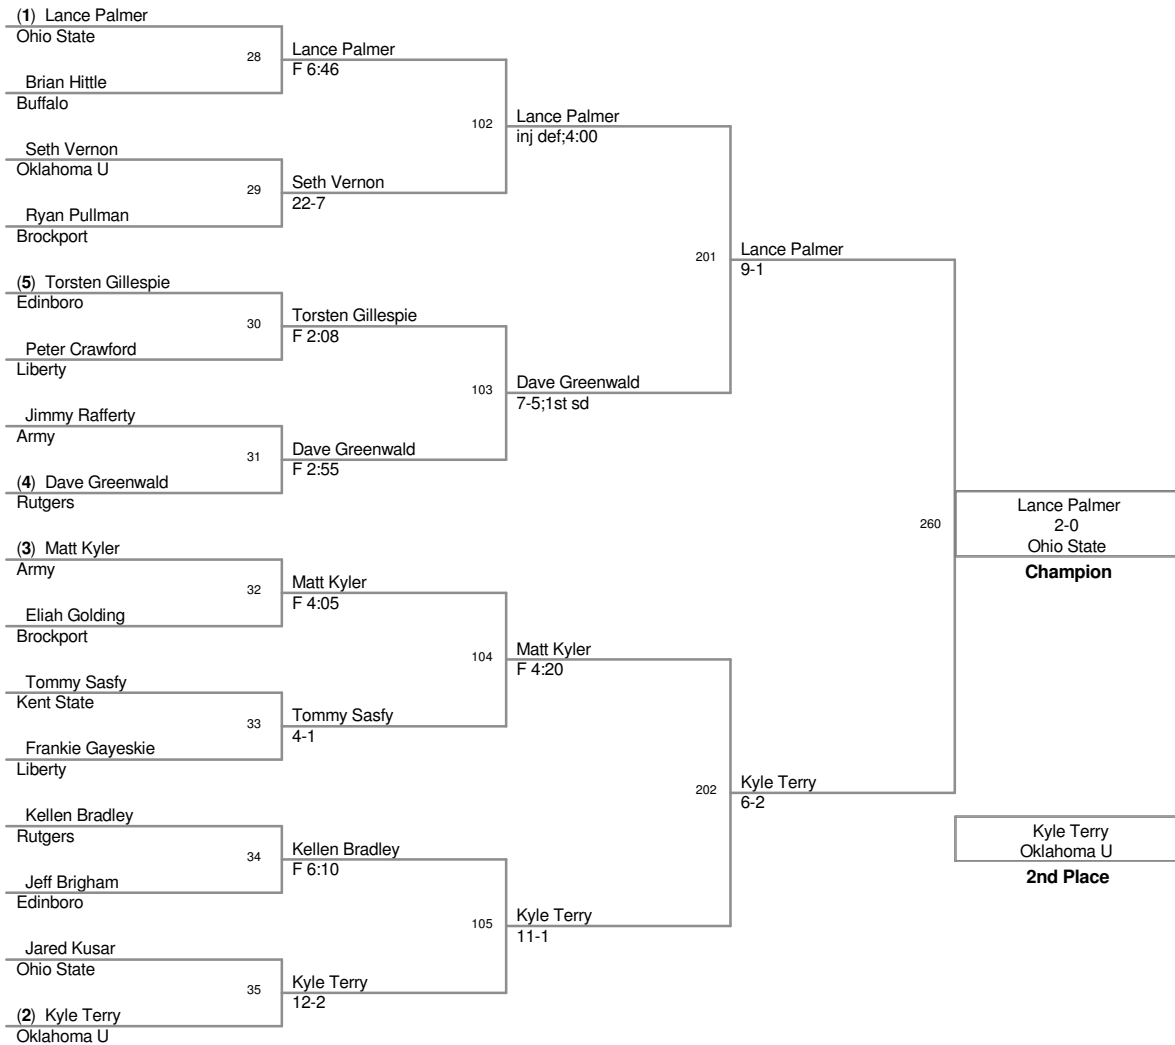 (1) Lance Palmer
Ohio State
28
Lance Palmer
F 6:46
Brian Hittle
Buffalo
102
Lance Palmer
inj def;4:00
Seth Vernon
Oklahoma U
29
Seth Vernon
22-7
Ryan Pullman
Brockport
201
Lance Palmer
9-1
(5) Torsten Gillespie
Edinboro
30
Torsten Gillespie
F 2:08
Peter Crawford
Liberty
103
Dave Greenwald
7-5;1st sd
Jimmy Rafferty
Army
31
Dave Greenwald
F 2:55
(4) Dave Greenwald
Rutgers
260
Lance Palmer
2-0
Ohio State
Champion
(3) Matt Kyler
Army
32
Matt Kyler
F 4:05
Eliah Golding
Brockport
104
Matt Kyler
F 4:20
Tommy Sasfy
Kent State
33
Tommy Sasfy
4-1
Frankie Gayeskie
Liberty
202
Kyle Terry
6-2
Kellen Bradley
Rutgers
34
Kellen Bradley
F 6:10
Kyle Terry
Oklahoma U
2nd Place
Jeff Brigham
Edinboro
105
Kyle Terry
11-1
Jared Kusar
Ohio State
35
Kyle Terry
12-2
(2) Kyle Terry
Oklahoma U